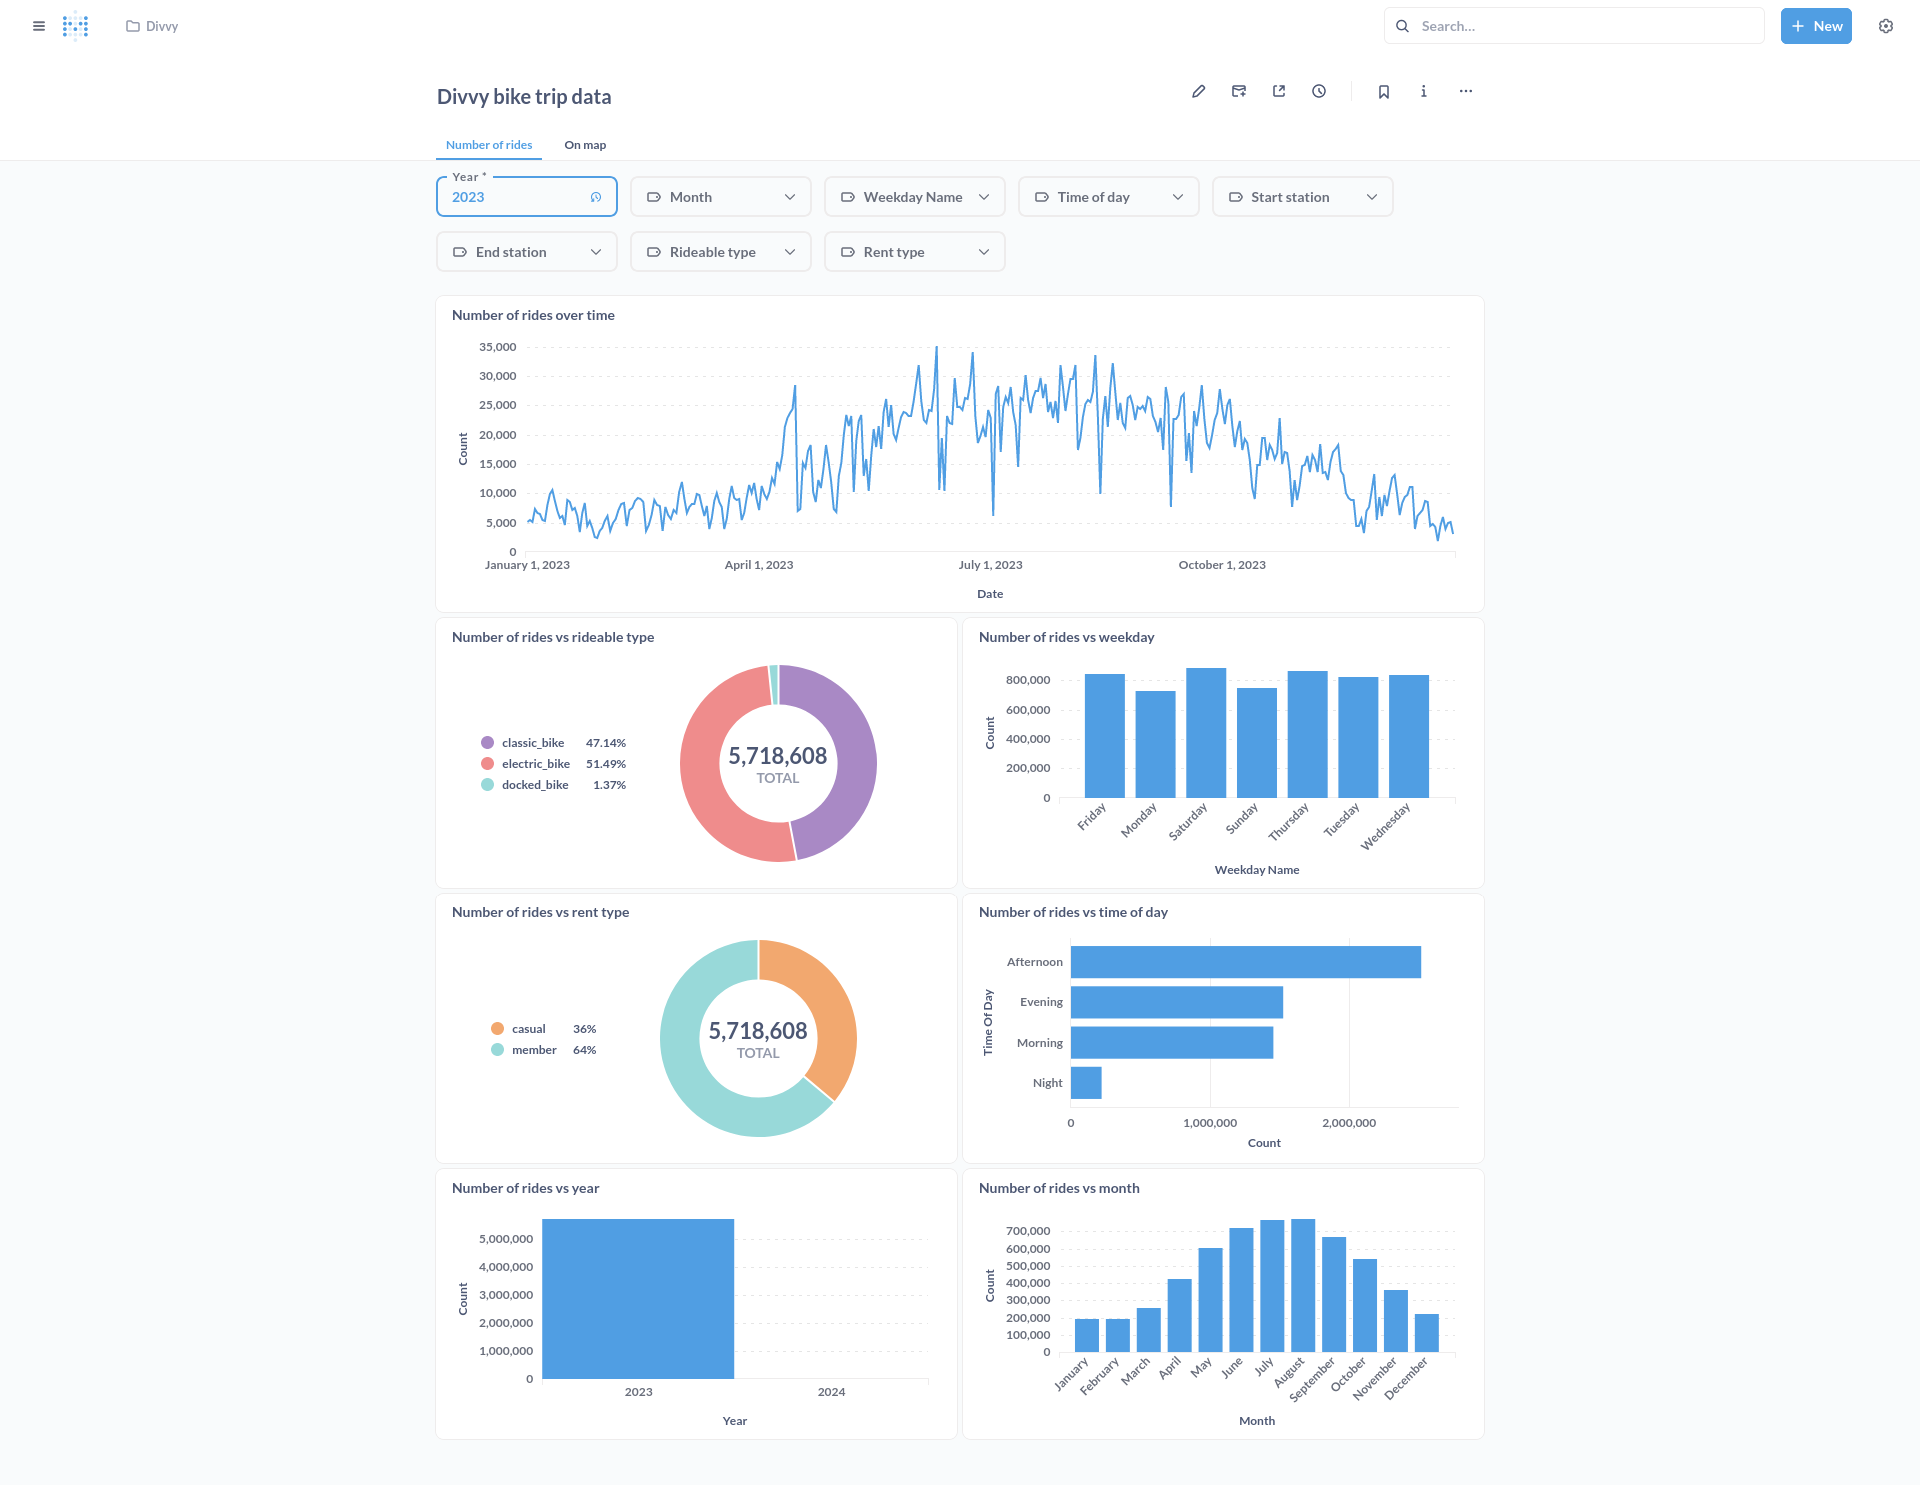 Divvy
Search...
New
Divvy bike trip data
Number of rides
On map
Year *
2023
Month
Weekday Name
Time of day
Start station
End station
Rideable type
Rent type
Number of rides over time
35,000
30,000
25,000
20,000
15,000
10,000
5,000
0
Count
January 1, 2023
April 1, 2023
July 1, 2023
October 1, 2023
Date
Number of rides vs rideable type
classic_bike 47.14%
electric_bike 51.49%
docked_bike 1.37%
5,718,608
TOTAL
Number of rides vs weekday
800,000
600,000
400,000
200,000
0
Count
Friday
Monday
Saturday
Sunday
Thursday
Tuesday
Wednesday
Weekday Name
Number of rides vs rent type
casual 36%
member 64%
5,718,608
TOTAL
Number of rides vs time of day
Afternoon
Evening
Morning
Night
Time Of Day
0
1,000,000
2,000,000
Count
Number of rides vs year
5,000,000
4,000,000
3,000,000
2,000,000
1,000,000
0
Count
2023
2024
Year
Number of rides vs month
700,000
600,000
500,000
400,000
300,000
200,000
100,000
0
Count
January
February
March
April
May
June
July
August
September
October
November
December
Month